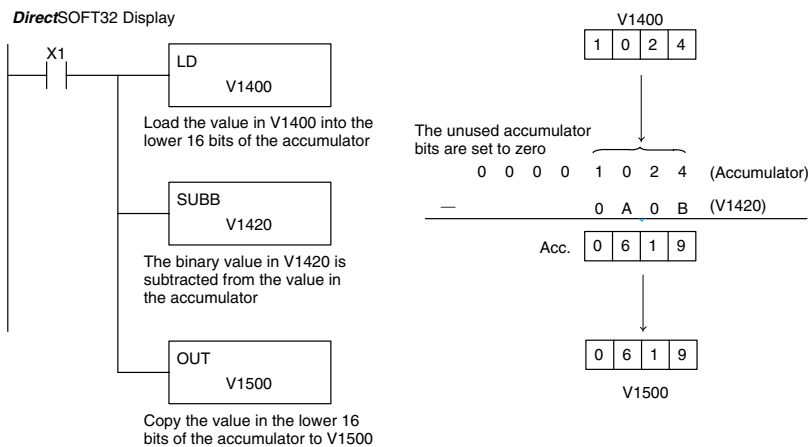 DirectSOFT32 Display
X1
LD
V1400
Load the value in V1400 into the
lower 16 bits of the accumulator
SUBB
V1420
The binary value in V1420 is
subtracted from the value in
the accumulator
OUT
V1500
Copy the value in the lower 16
bits of the accumulator to V1500
V1400
1 0 2 4
The unused accumulator
bits are set to zero
0 0 0 0 1 0 2 4 (Accumulator)
— 0 A 0 B (V1420)
Acc. 0 6 1 9
0 6 1 9
V1500